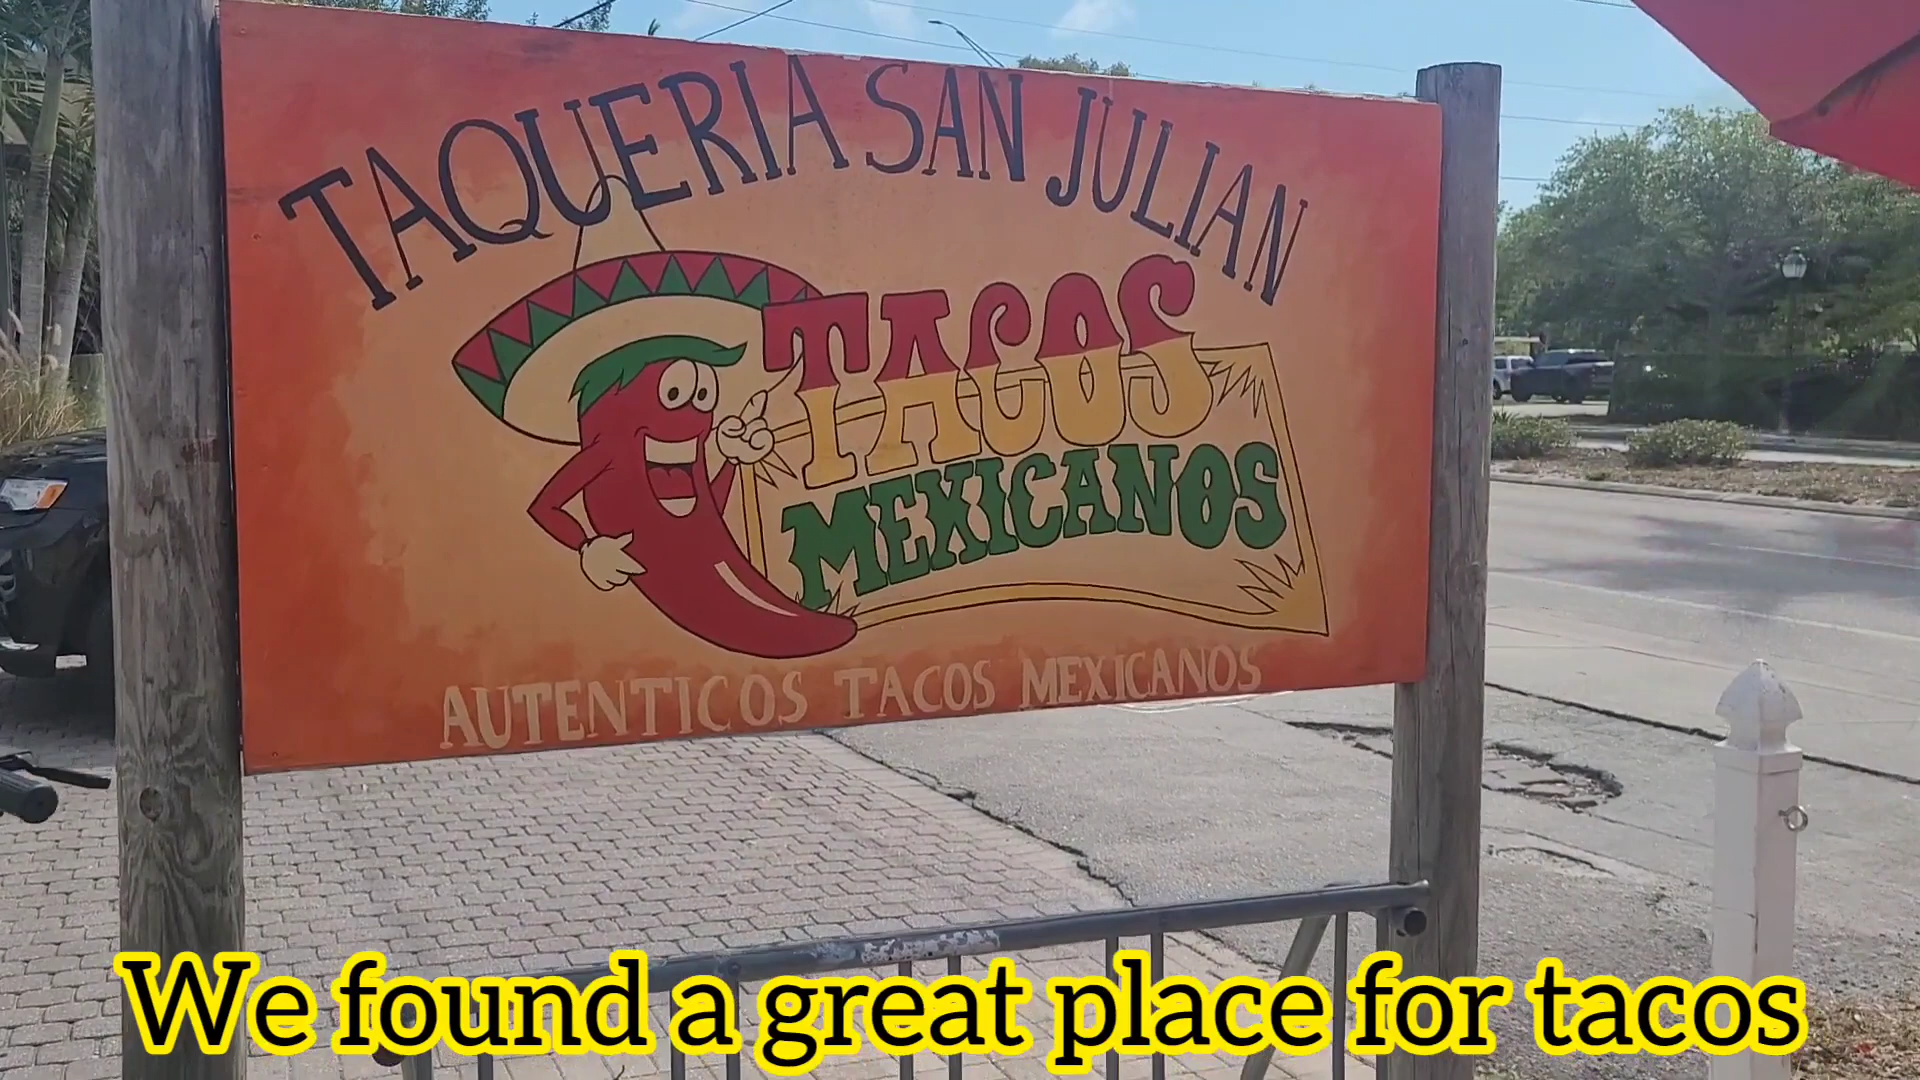 TAQUERIA SAN JULIAN
TACOS
MEXICANOS
AUTENTICOS TACOS MEXICANOS
We found a great place for tacos